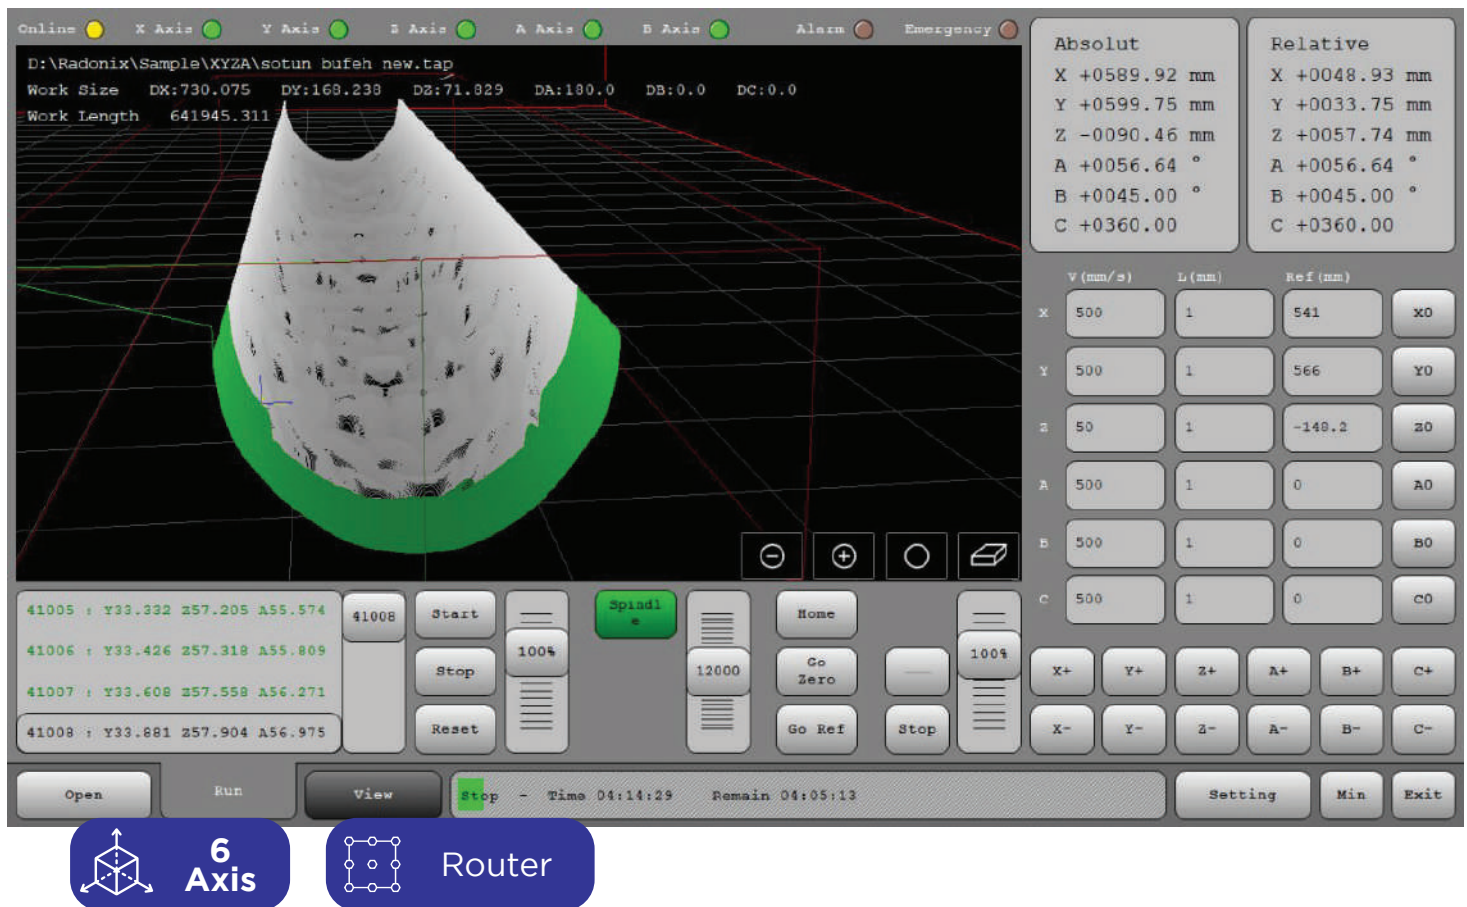 Online X Axis Y Axis Z Axis A Axis B Axis Alarm Emergency
D:\Radonix\Sample\XYZA\sotun bufeh new.tap
Work Size DX:730.075 DY:168.238 DZ:71.829 DA:180.0 DB:0.0 DC:0.0
Work Length 641945.311
Absolut
X +0589.92 mm
Y +0599.75 mm
Z -0090.46 mm
A +0056.64 °
B +0045.00 °
C +0360.00
Relative
X +0048.93 mm
Y +0033.75 mm
Z +0057.74 mm
A +0056.64 °
B +0045.00 °
C +0360.00
V(mm/s) L(mm) Ref(mm)
X 500 1 541 X0
Y 500 1 566 Y0
Z 50 1 -148.2 Z0
A 500 1 0 A0
B 500 1 0 B0
C 500 1 0 C0
41005 : Y33.332 Z57.205 A55.574
41006 : Y33.426 Z57.318 A55.809
41007 : Y33.608 Z57.558 A56.271
41008 : Y33.881 Z57.904 A56.975
41008
Start
Stop
Reset
100%
Spindl
e
12000
Home
Go
Zero
Go Ref
Stop
100%
X+ Y+ Z+ A+ B+ C+
X- Y- Z- A- B- C-
Open Run View Stop - Time 04:14:29 Remain 04:05:13 Setting Min Exit
6
Axis
Router